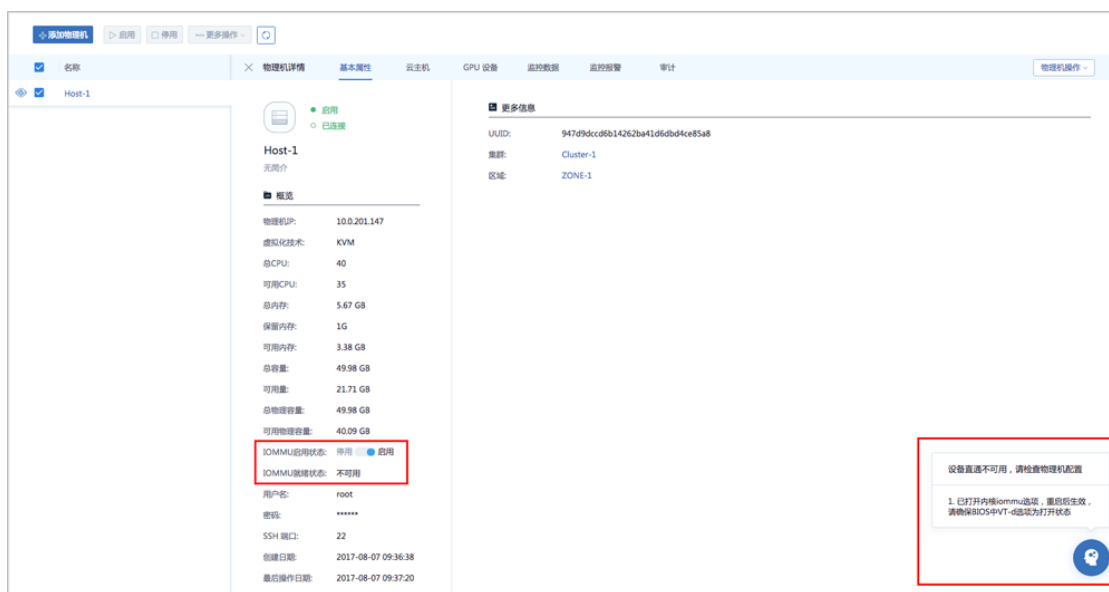 添加物理机 启用 停用 更多操作
名称 物理机详情 基本属性 云主机 GPU 设备 监控数据 监控报警 审计 物理机操作
Host-1
启用
已连接
Host-1
无简介
概览
物理机IP: 10.0.201.147
虚拟化技术: KVM
总CPU: 40
可用CPU: 35
总内存: 5.67 GB
保留内存: 1G
可用内存: 3.38 GB
总容量: 49.98 GB
可用量: 21.71 GB
总物理容量: 49.98 GB
可用物理容量: 40.09 GB
IOMMU启用状态: 停用 启用
IOMMU就绪状态: 不可用
用户名: root
密码: ******
SSH 端口: 22
创建日期: 2017-08-07 09:36:38
最后操作日期: 2017-08-07 09:37:20
更多信息
UUID: 947d9dccd6b14262ba41d6dbd4ce85a8
集群: Cluster-1
区域: ZONE-1
设备直通不可用，请检查物理机配置
1. 已打开内核iommu选项，重启后生效，
请确保BIOS中VT-d选项为打开状态